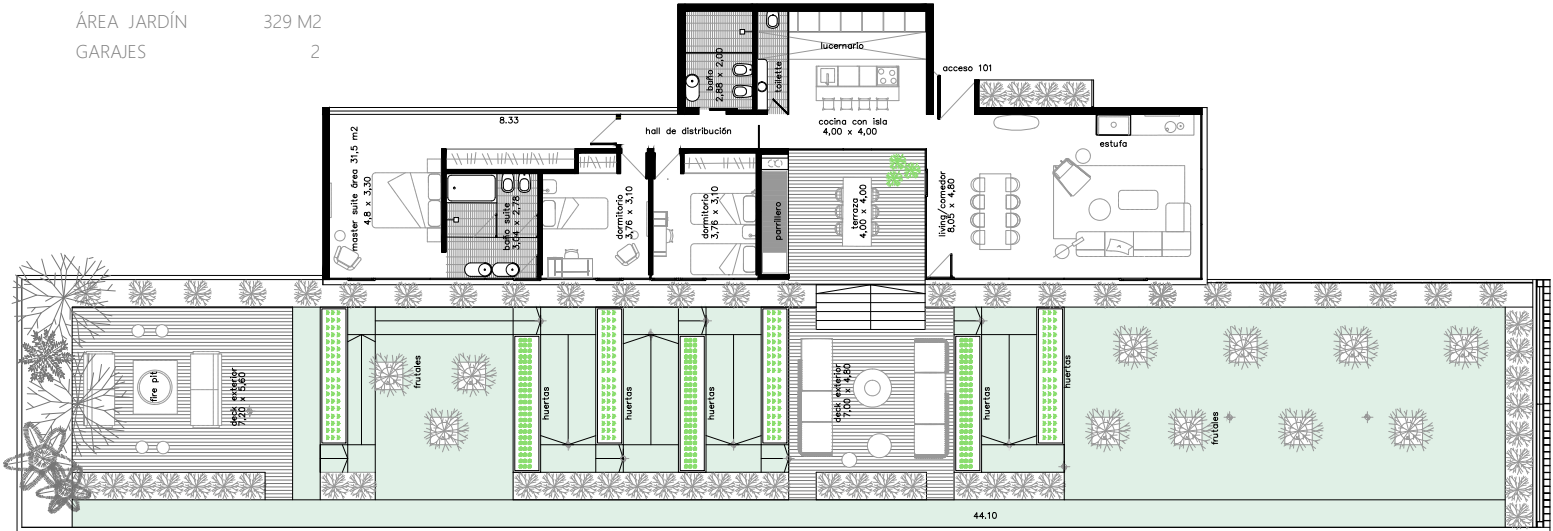 ÁREA JARDÍN 329 M2
GARAJES 2
baño
2,88 x 2,00
toilette
lucernario
acceso 101
8.33
hall de distribución
cocina con isla
4,00 x 4,00
estufa
master suite área 31,5 m2
4,8 x 3,30
baño suite
3,04 x 2,78
dormitorio
3,76 x 3,10
dormitorio
3,76 x 3,10
parrillero
terraza
4,00 x 4,00
living/comedor
8,05 x 4,80
fire pit
deck exterior
7,20 x 5,60
frutales
huertas
huertas
huertas
deck exterior
7,00 x 4,80
huertas
huertas
frutales
44.10